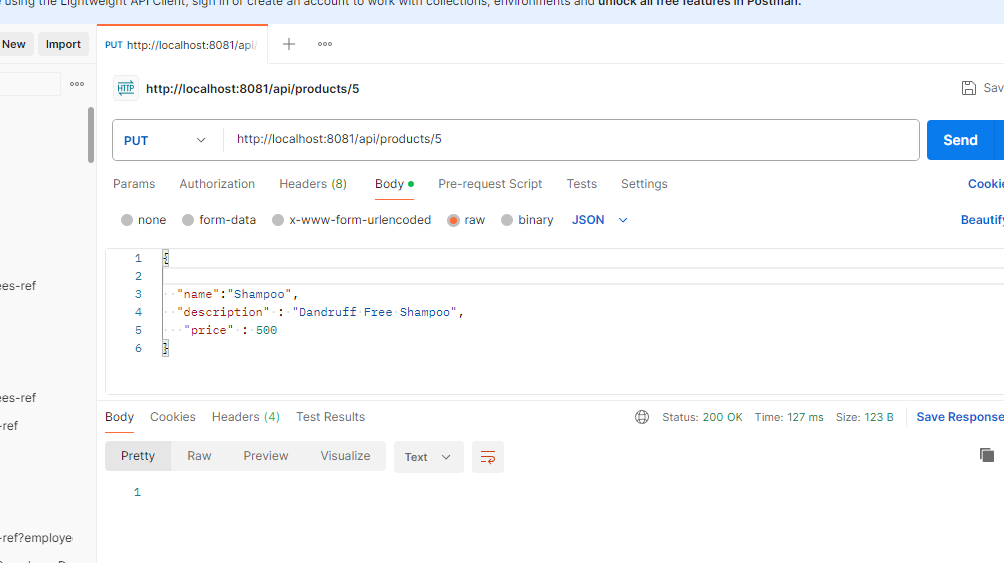 using the Lightweight API Client, sign in or create an account to work with collections, environments and unlock all free features in Postman.
New Import PUT http://localhost:8081/api/
HTTP http://localhost:8081/api/products/5 Sav
PUT http://localhost:8081/api/products/5 Send
Params Authorization Headers (8) Body Pre-request Script Tests Settings Cookie
none form-data x-www-form-urlencoded raw binary JSON Beautify
1 {
2
3 "name":"Shampoo",
4 "description" : "Dandruff Free Shampoo",
5 "price" : 500
6 }
ees-ref
ees-ref
-ref
-ref?employe
Body Cookies Headers (4) Test Results Status: 200 OK Time: 127 ms Size: 123 B Save Response
Pretty Raw Preview Visualize Text
1